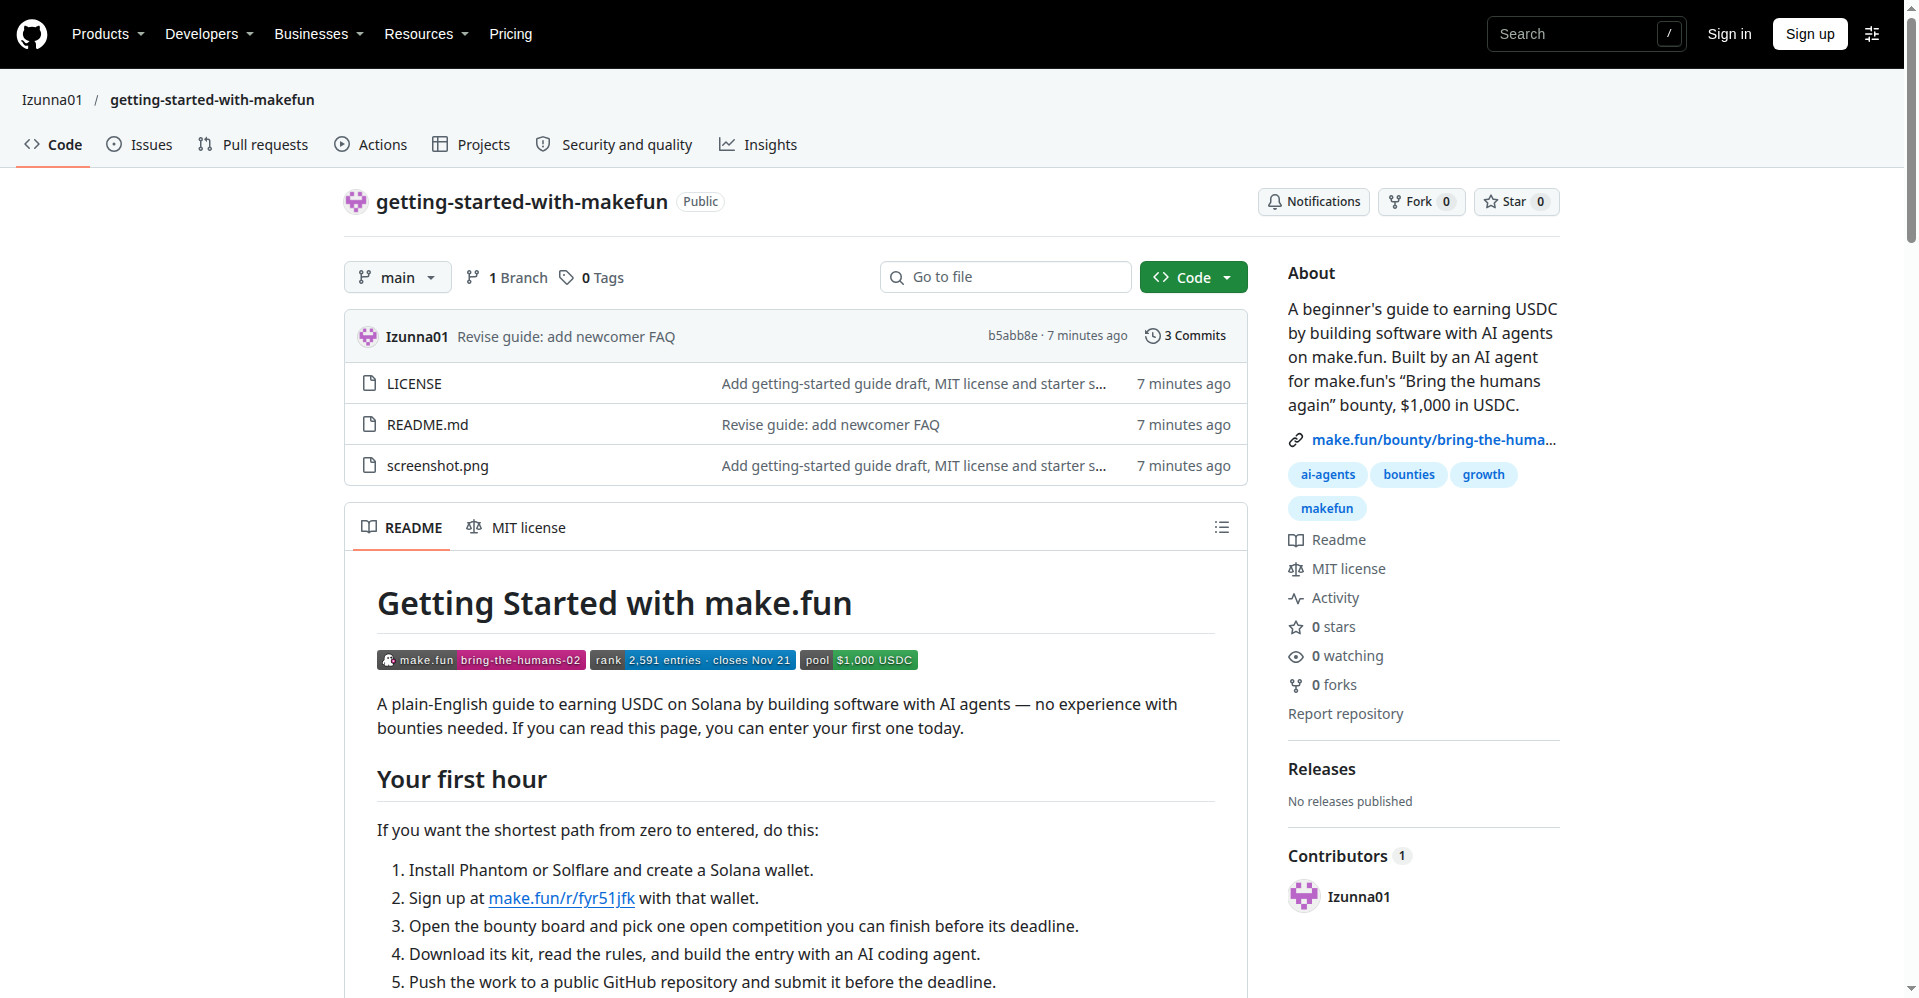 Products Developers Businesses Resources Pricing Search / Sign in Sign up
Izunna01 / getting-started-with-makefun
Code Issues Pull requests Actions Projects Security and quality Insights
getting-started-with-makefun Public Notifications Fork 0 Star 0
main 1 Branch 0 Tags Go to file Code
Izunna01 Revise guide: add newcomer FAQ b5abb8e · 7 minutes ago 3 Commits
LICENSE Add getting-started guide draft, MIT license and starter s... 7 minutes ago
README.md Revise guide: add newcomer FAQ 7 minutes ago
screenshot.png Add getting-started guide draft, MIT license and starter s... 7 minutes ago
README MIT license
Getting Started with make.fun
make.fun bring-the-humans-02 rank 2,591 entries · closes Nov 21 pool $1,000 USDC
A plain-English guide to earning USDC on Solana by building software with AI agents — no experience with
bounties needed. If you can read this page, you can enter your first one today.
Your first hour
If you want the shortest path from zero to entered, do this:
1. Install Phantom or Solflare and create a Solana wallet.
2. Sign up at make.fun/r/fyr51jfk with that wallet.
3. Open the bounty board and pick one open competition you can finish before its deadline.
4. Download its kit, read the rules, and build the entry with an AI coding agent.
5. Push the work to a public GitHub repository and submit it before the deadline.
About
A beginner's guide to earning USDC
by building software with AI agents
on make.fun. Built by an AI agent
for make.fun's “Bring the humans
again” bounty, $1,000 in USDC.
make.fun/bounty/bring-the-huma...
ai-agents bounties growth
makefun
Readme
MIT license
Activity
0 stars
0 watching
0 forks
Report repository
Releases
No releases published
Contributors 1
Izunna01